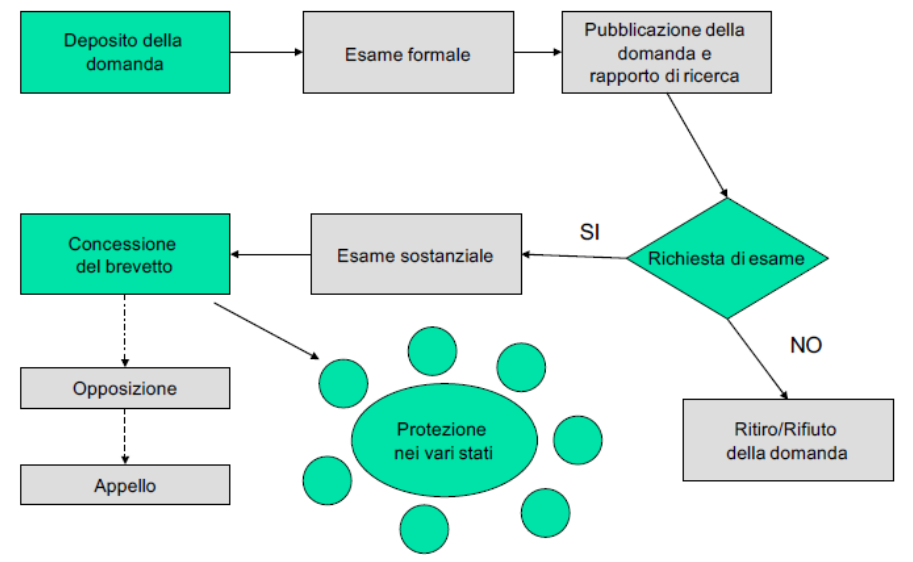 Deposito della
domanda
Esame formale
Pubblicazione della
domanda e
rapporto di ricerca
Richiesta di esame
SI
NO
Esame sostanziale
Concessione
del brevetto
Opposizione
Appello
Protezione
nei vari stati
Ritiro/Rifiuto
della domanda